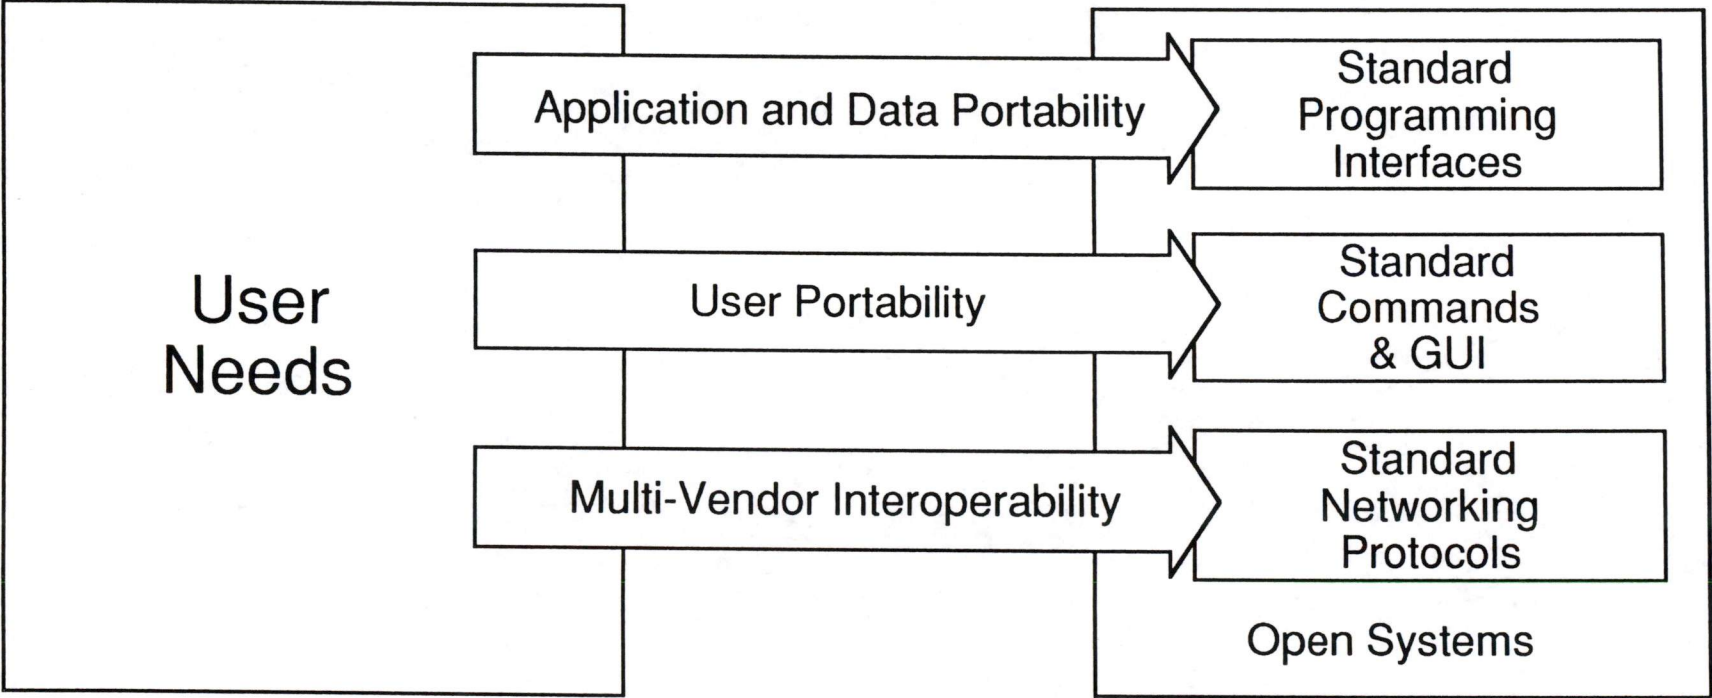 User
Needs
Application and Data Portability
Standard
Programming
Interfaces
User Portability
Standard
Commands
& GUI
Multi-Vendor Interoperability
Standard
Networking
Protocols
Open Systems